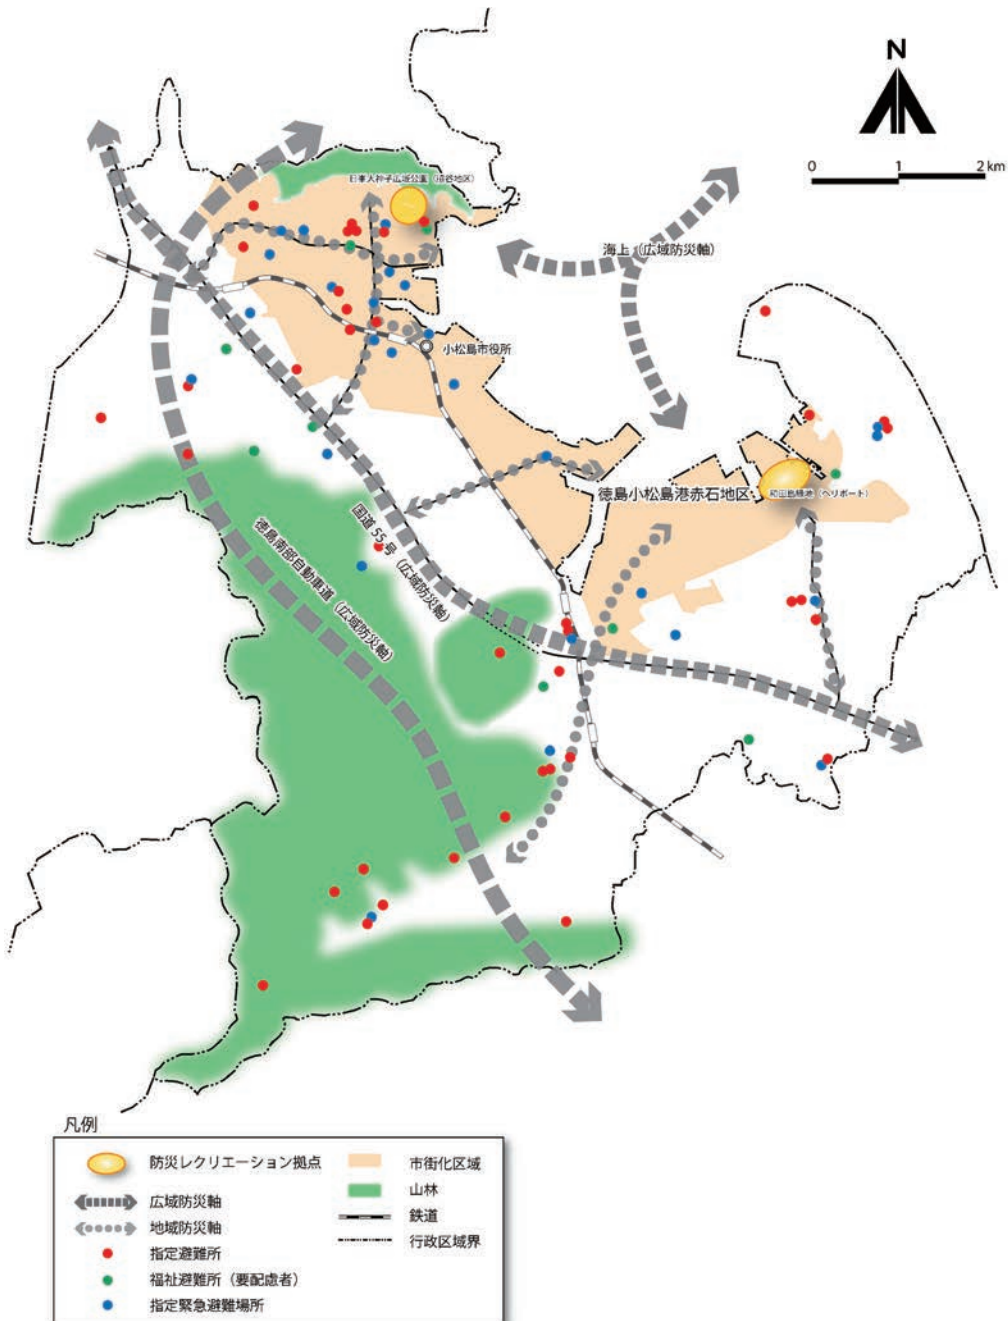 N
0 1 2 km
日峯大神子広域公園（沼谷地区）
海上（広域防災軸）
小松島市役所
徳島小松島港赤石地区
和田島緑地（ヘリポート）
国道55号（広域防災軸）
徳島南部自動車道（広域防災軸）
凡例
防災レクリエーション拠点
広域防災軸
地域防災軸
指定避難所
福祉避難所（要配慮者）
指定緊急避難場所
市街化区域
山林
鉄道
行政区域界